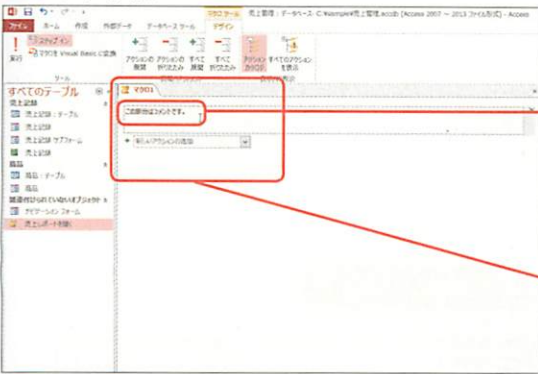 マクロ ツール
売上管理 : データベース- C:¥sample¥売上管理.accdb (Access 2007 ～ 2013 ファイル形式) - Access
ファイル ホーム 作成 外部データ データベース ツール デザイン
実行
ステップ イン
マクロを Visual Basic に変換
アクションの展開
アクションの折りたたみ
すべて展開
すべて折りたたみ
アクションカタログ
すべてのアクションを表示
ツール
すべてのテーブル
売上記録
売上記録 : テーブル
売上記録
売上記録 サブフォーム
売上記録
商品
商品 : テーブル
商品
ナビゲーション フォーム
売上レポートを開く
マクロ1
この部分はコメントです。
新しいアクションの追加